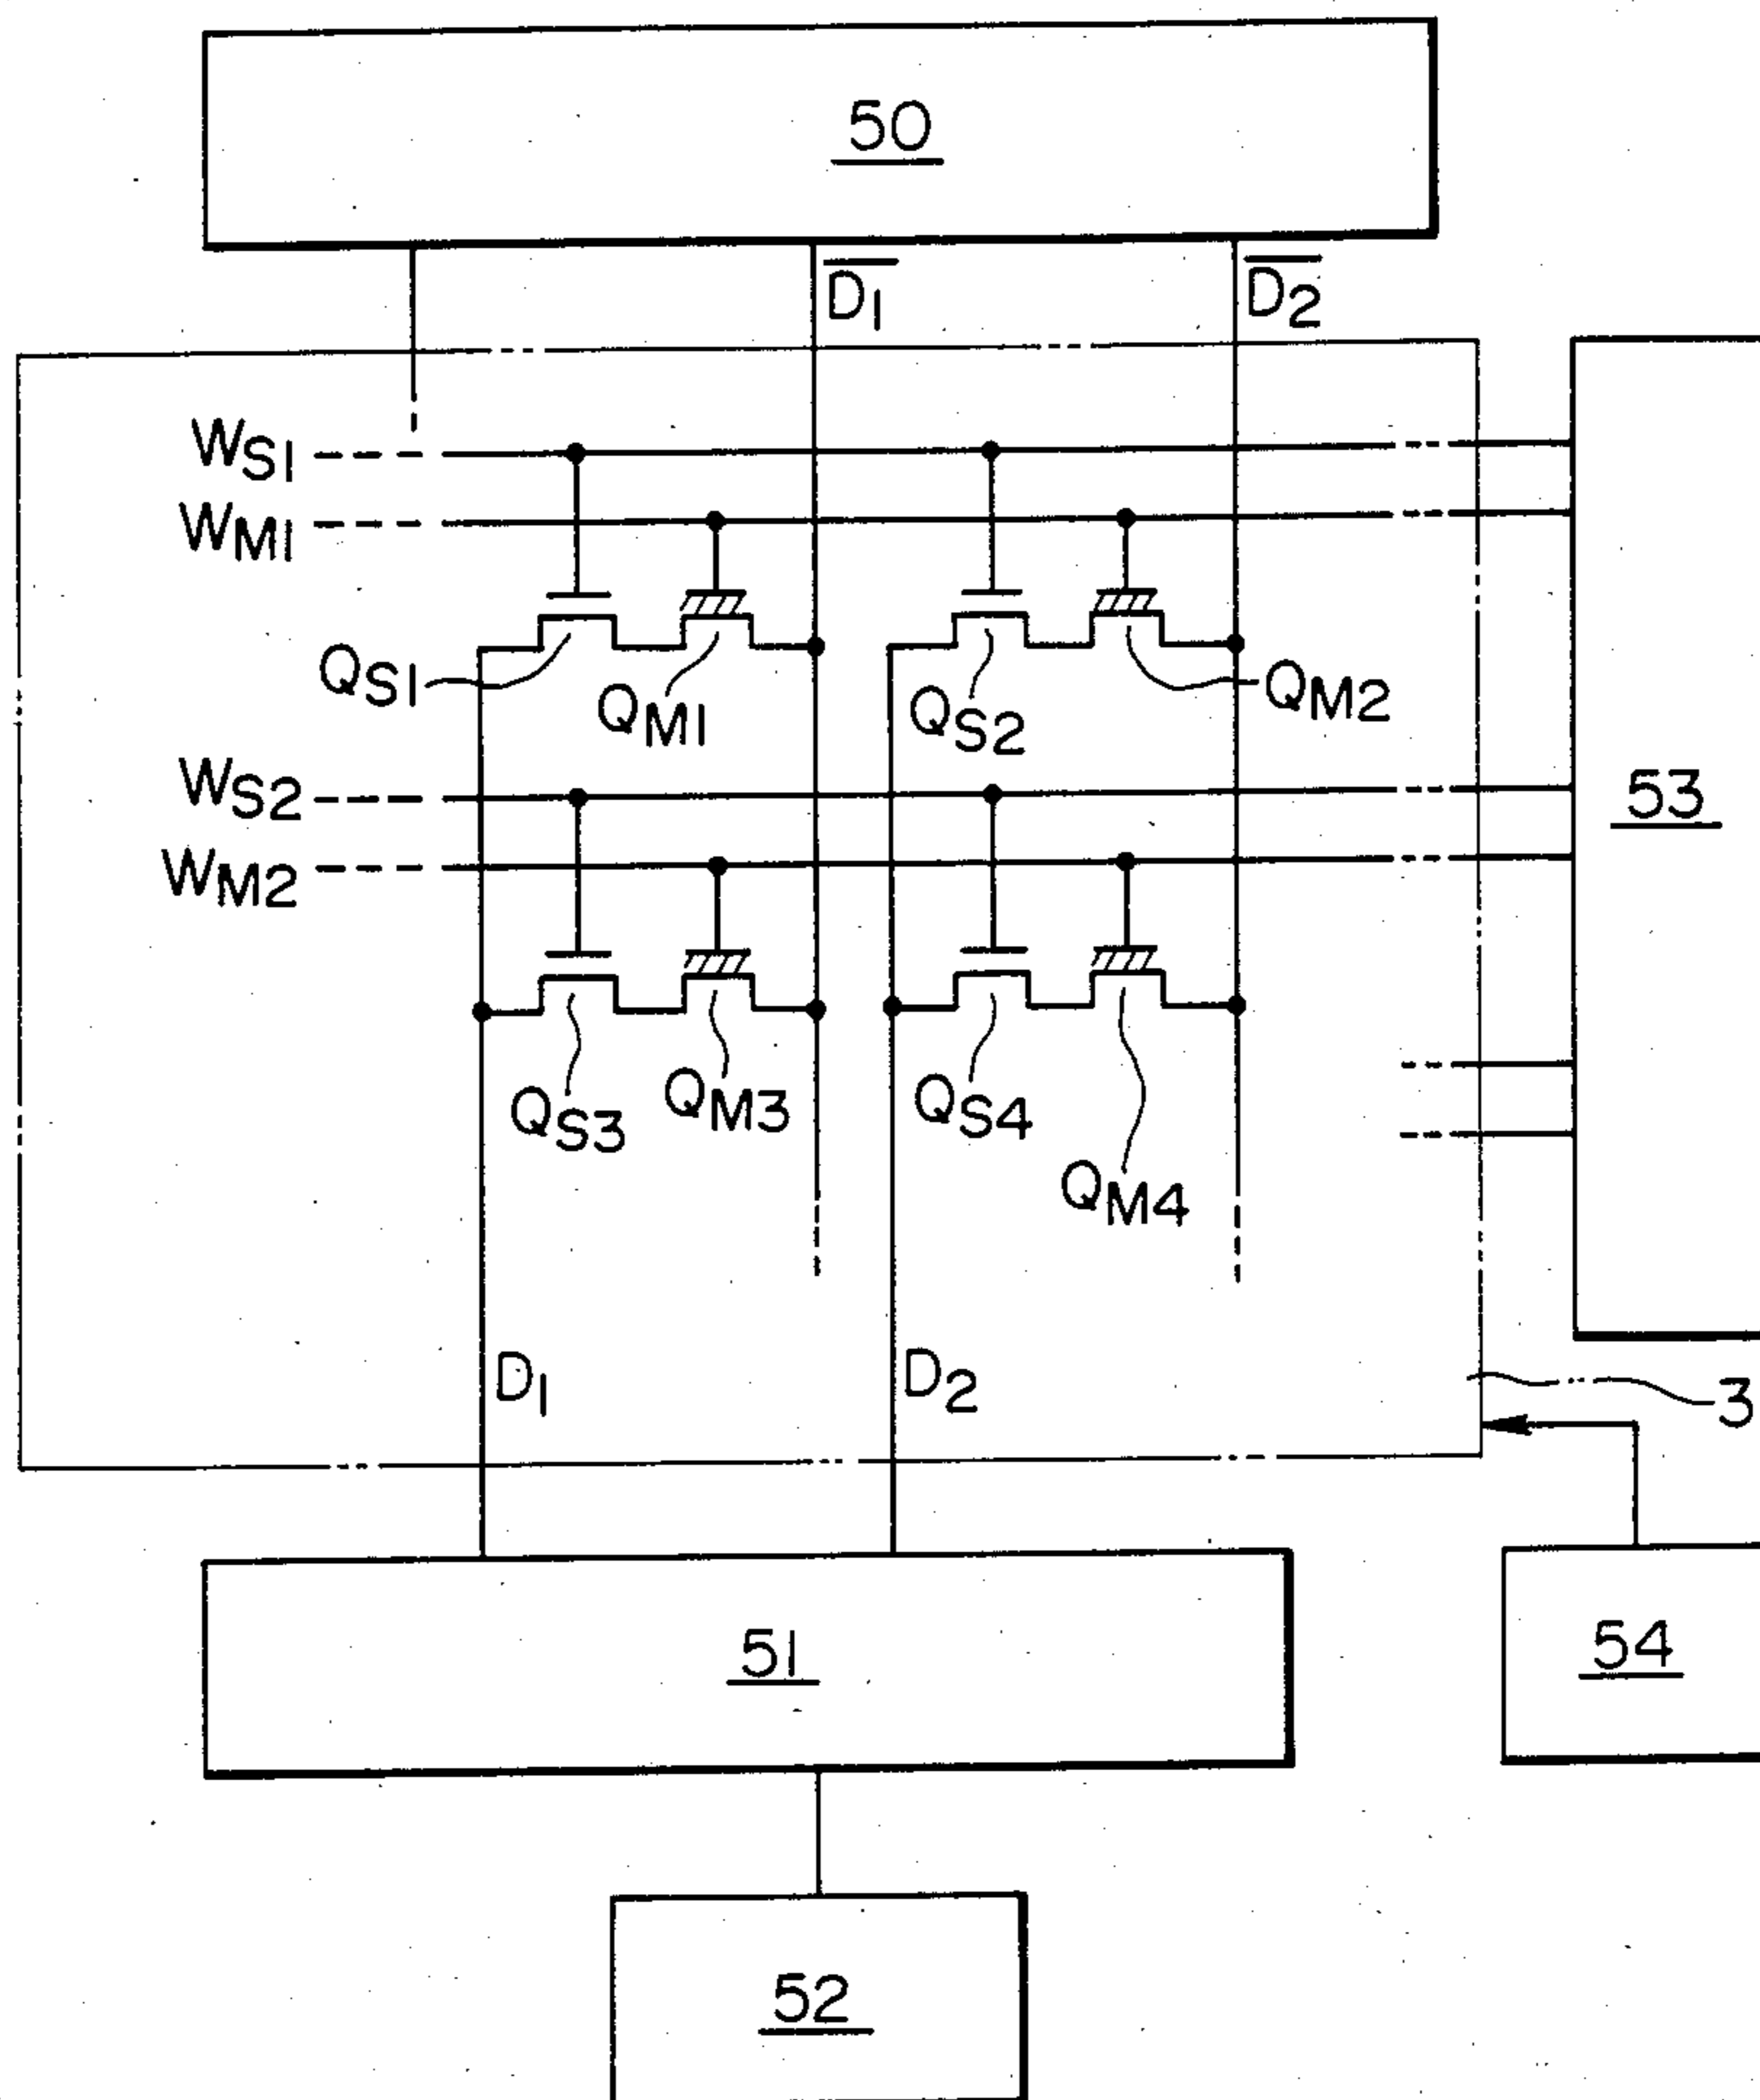 50
D̅1 D̅2
WS1
WM1
QS1 QM1 QS2 QM2
WS2
53
WM2
QS3 QM3 QS4
QM4
D1 D2
3
51 54
52